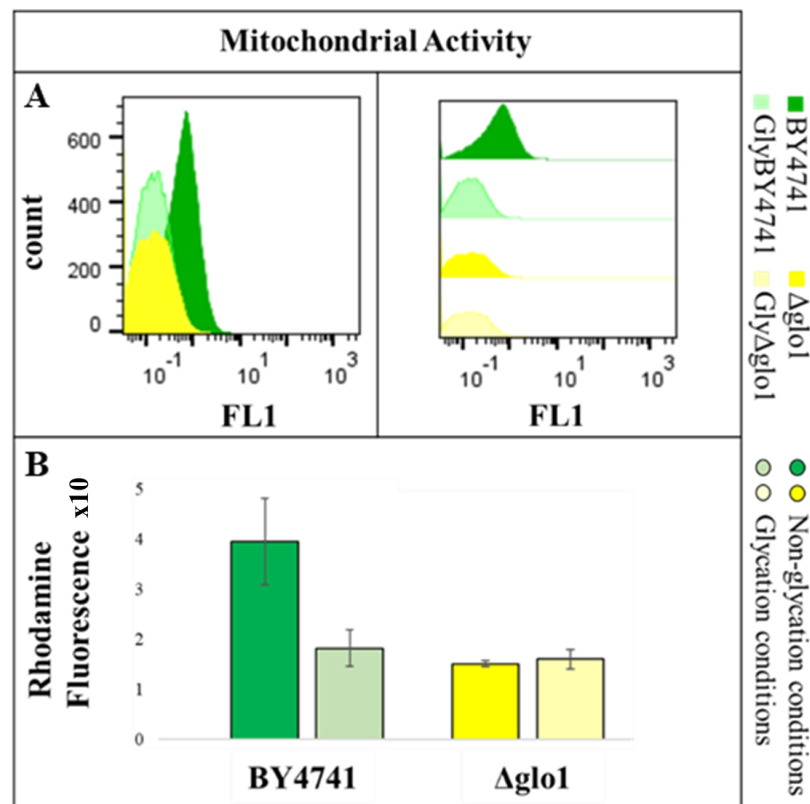 Mitochondrial Activity
A
count
600
400
200
0
10-1 101 103
FL1
10-1 101 103
FL1
BY4741
GlyBY4741
Δglo1
GlyΔglo1
B
Rhodamine
Fluorescence x10
5
4
3
2
1
0
BY4741 Δglo1
Non-glycation conditions
Glycation conditions